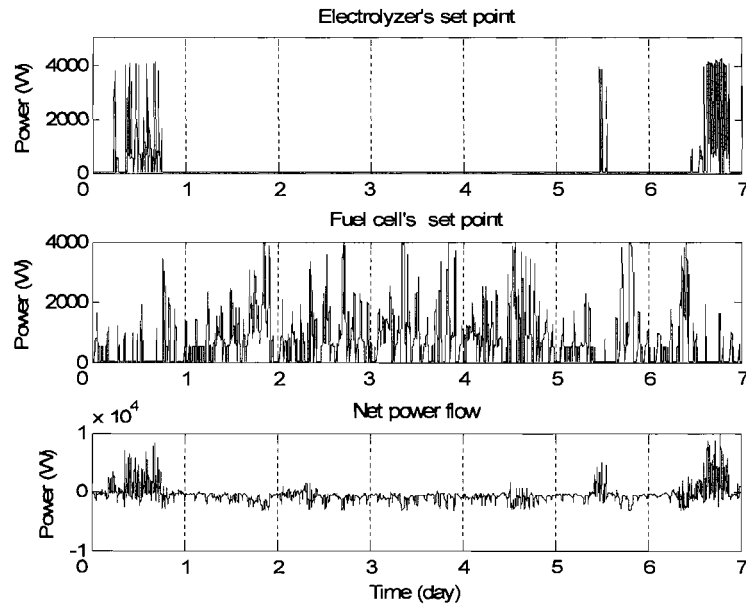 Electrolyzer's set point
Power (W)
4000
2000
0
0 1 2 3 4 5 6 7
Fuel cell's set point
Power (W)
4000
2000
0
0 1 2 3 4 5 6 7
Net power flow
× 10^4
Power (W)
1
0
-1
0 1 2 3 4 5 6 7
Time (day)